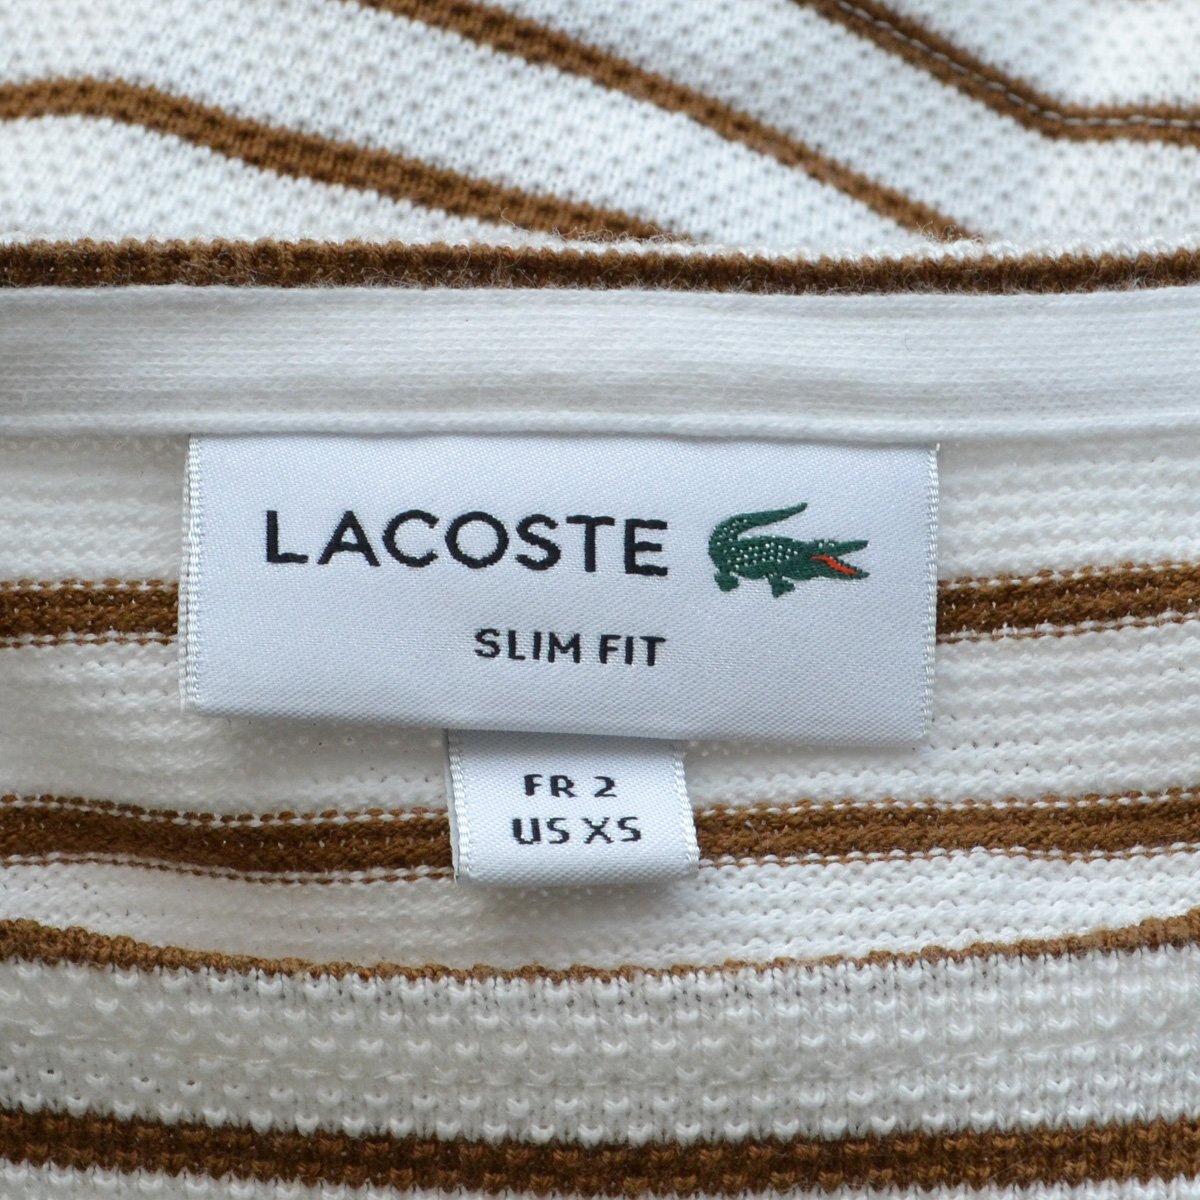 LACOSTE
SLIM FIT
FR 2
US XS